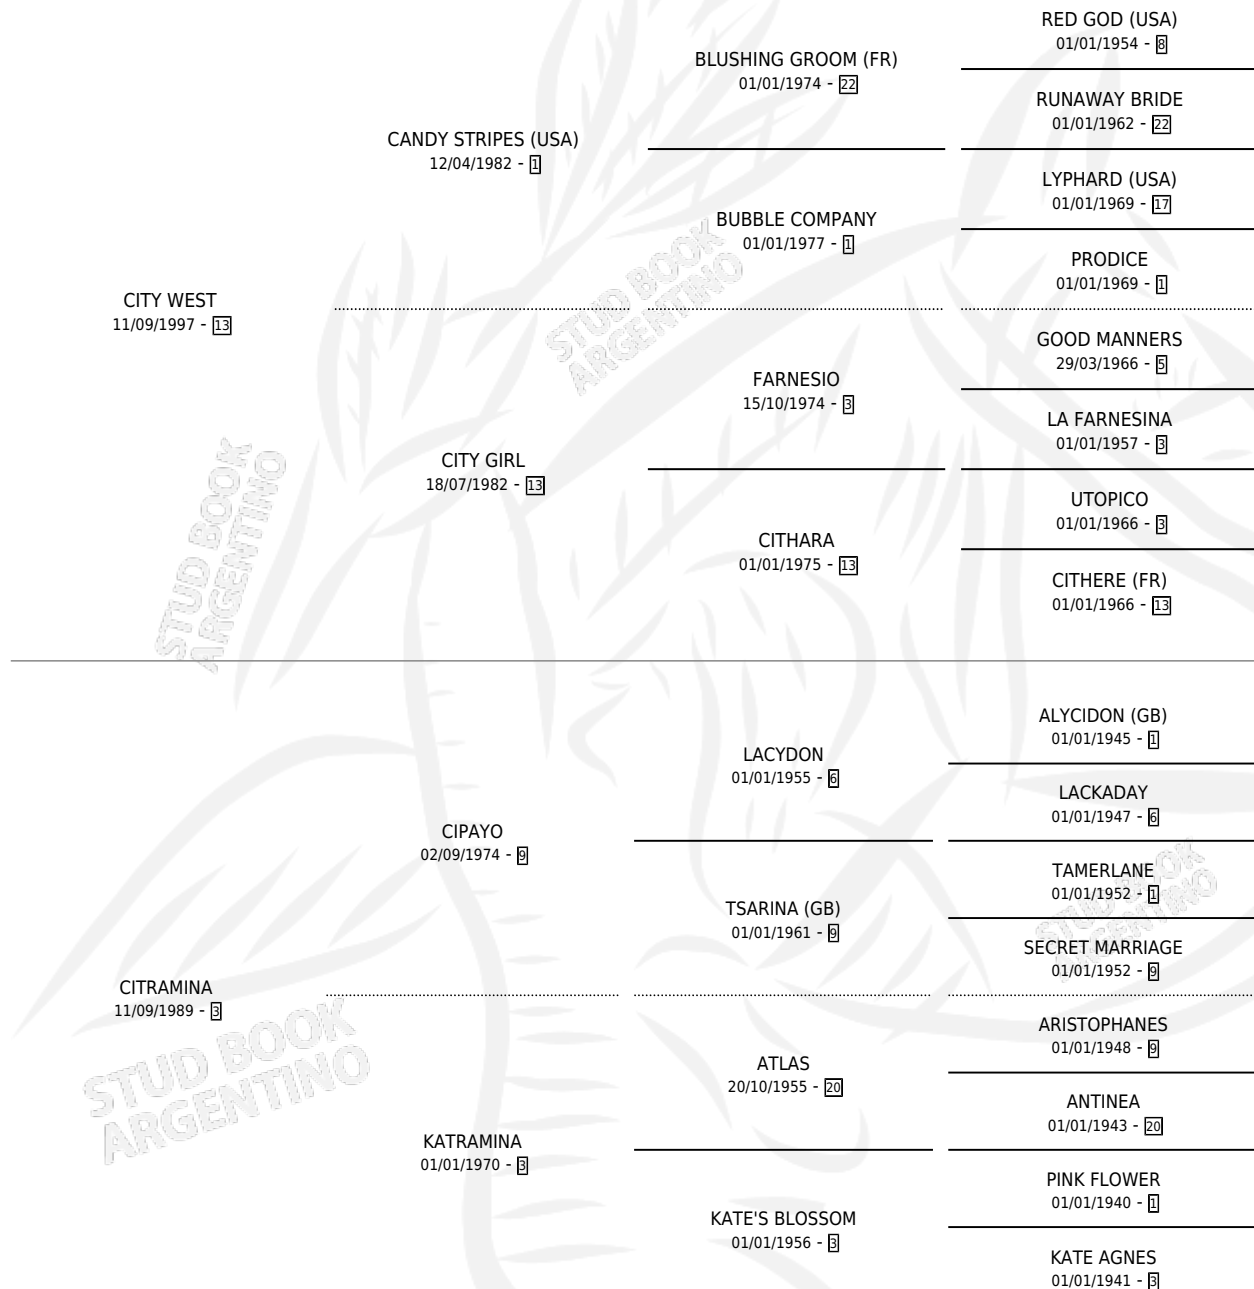 RED GOD (USA)
01/01/1954 - 8
BLUSHING GROOM (FR)
01/01/1974 - 22
RUNAWAY BRIDE
01/01/1962 - 22
CANDY STRIPES (USA)
12/04/1982 - 1
LYPHARD (USA)
01/01/1969 - 17
BUBBLE COMPANY
01/01/1977 - 1
PRODICE
01/01/1969 - 1
CITY WEST
11/09/1997 - 13
GOOD MANNERS
29/03/1966 - 5
FARNESIO
15/10/1974 - 3
LA FARNESINA
01/01/1957 - 3
CITY GIRL
18/07/1982 - 13
UTOPICO
01/01/1966 - 3
CITHARA
01/01/1975 - 13
CITHERE (FR)
01/01/1966 - 13
STUD BOOK
ARGENTINO
STUD BOOK
ARGENTINO
ALYCIDON (GB)
01/01/1945 - 1
LACYDON
01/01/1955 - 6
LACKADAY
01/01/1947 - 6
CIPAYO
02/09/1974 - 9
TAMERLANE
01/01/1952 - 1
TSARINA (GB)
01/01/1961 - 9
SECRET MARRIAGE
01/01/1952 - 9
CITRAMINA
11/09/1989 - 3
ARISTOPHANES
01/01/1948 - 9
ATLAS
20/10/1955 - 20
ANTINEA
01/01/1943 - 20
KATRAMINA
01/01/1970 - 3
PINK FLOWER
01/01/1940 - 1
KATE'S BLOSSOM
01/01/1956 - 3
KATE AGNES
01/01/1941 - 3
STUD BOOK
ARGENTINO
STUD BOOK
ARGENTINO